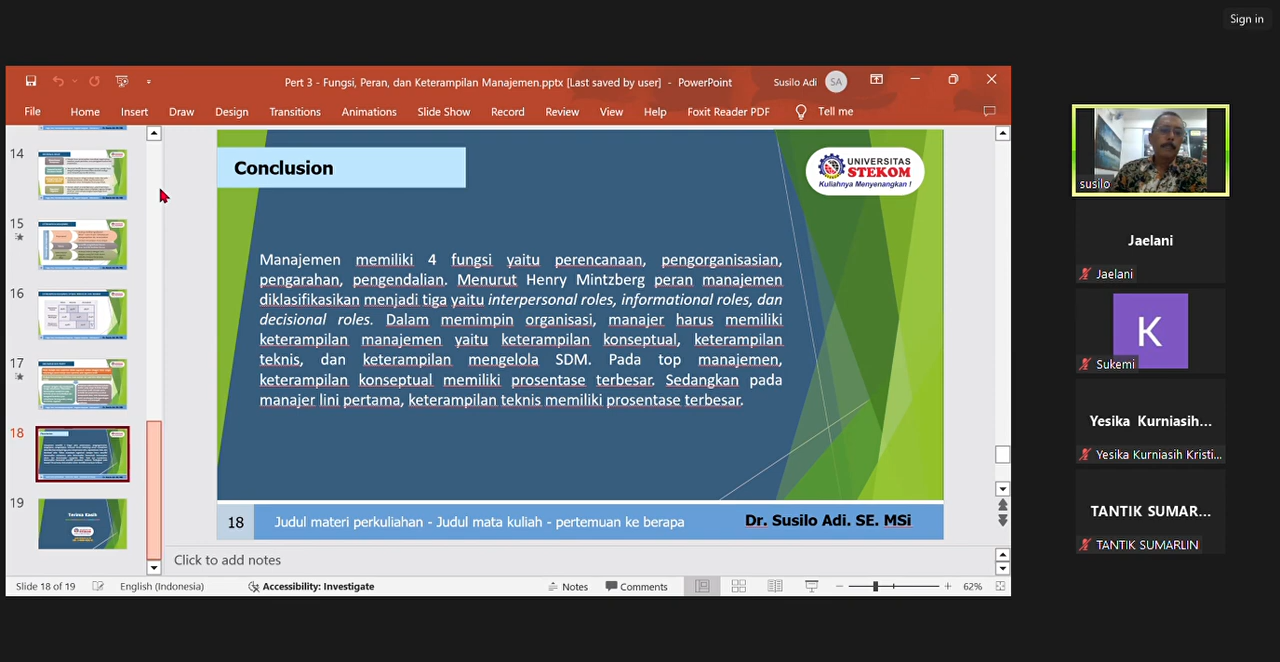 Sign in
Pert 3 - Fungsi, Peran, dan Keterampilan Manajemen.pptx [Last saved by user] - PowerPoint
Susilo Adi
SA
File Home Insert Draw Design Transitions Animations Slide Show Record Review View Help Foxit Reader PDF Tell me
14
15
16
17
18
19
Terima Kasih
Conclusion
UNIVERSITAS
STEKOM
Kuliahnya Menyenangkan !
Manajemen memiliki 4 fungsi yaitu perencanaan, pengorganisasian,
pengarahan, pengendalian. Menurut Henry Mintzberg peran manajemen
diklasifikasikan menjadi tiga yaitu interpersonal roles, informational roles, dan
decisional roles. Dalam memimpin organisasi, manajer harus memiliki
keterampilan manajemen yaitu keterampilan konseptual, keterampilan
teknis, dan keterampilan mengelola SDM. Pada top manajemen,
keterampilan konseptual memiliki prosentase terbesar. Sedangkan pada
manajer lini pertama, keterampilan teknis memiliki prosentase terbesar.
18 Judul materi perkuliahan - Judul mata kuliah - pertemuan ke berapa Dr. Susilo Adi. SE. MSi
Click to add notes
Slide 18 of 19 English (Indonesia) Accessibility: Investigate Notes Comments 62%
susilo
Jaelani
Jaelani
K
Sukemi
Yesika Kurniasih...
Yesika Kurniasih Kristi...
TANTIK SUMAR...
TANTIK SUMARLIN